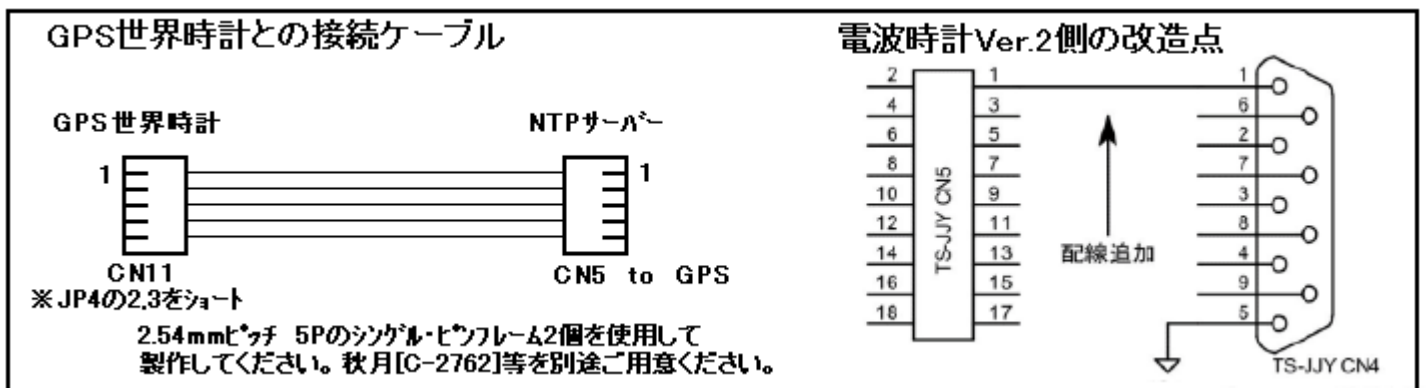 GPS世界時計との接続ケーブル
GPS世界時計
NTPサーバー
1
1
CN11
CN5 to GPS
※JP4の2,3をショート
2.54mmピッチ 5Pのシングル・ピンフレーム2個を使用して
製作してください。秋月[C-2762]等を別途ご用意ください。
電波時計Ver.2側の改造点
2
4
6
8
10
12
14
16
18
TS-JJY CN5
1
3
5
7
9
11
13
15
17
配線追加
1
6
2
7
3
8
4
9
5
TS-JJY CN4